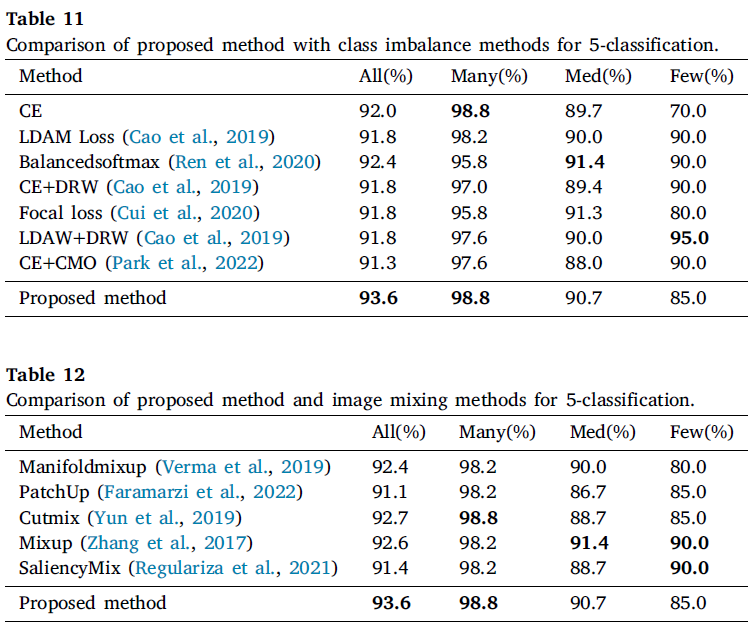 Table 11
Comparison of proposed method with class imbalance methods for 5-classification.
Method All(%) Many(%) Med(%) Few(%)
CE 92.0 98.8 89.7 70.0
LDAM Loss (Cao et al., 2019) 91.8 98.2 90.0 90.0
Balancedsoftmax (Ren et al., 2020) 92.4 95.8 91.4 90.0
CE+DRW (Cao et al., 2019) 91.8 97.0 89.4 90.0
Focal loss (Cui et al., 2020) 91.8 95.8 91.3 80.0
LDAW+DRW (Cao et al., 2019) 91.8 97.6 90.0 95.0
CE+CMO (Park et al., 2022) 91.3 97.6 88.0 90.0
Proposed method 93.6 98.8 90.7 85.0
Table 12
Comparison of proposed method and image mixing methods for 5-classification.
Method All(%) Many(%) Med(%) Few(%)
Manifoldmixup (Verma et al., 2019) 92.4 98.2 90.0 80.0
PatchUp (Faramarzi et al., 2022) 91.1 98.2 86.7 85.0
Cutmix (Yun et al., 2019) 92.7 98.8 88.7 85.0
Mixup (Zhang et al., 2017) 92.6 98.2 91.4 90.0
SaliencyMix (Regulariza et al., 2021) 91.4 98.2 88.7 90.0
Proposed method 93.6 98.8 90.7 85.0